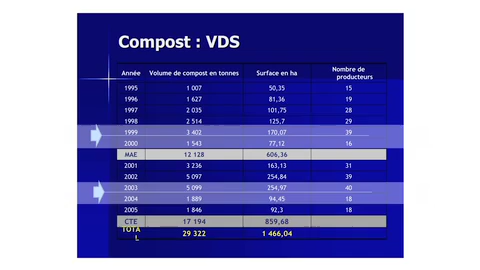 Compost : VDS
Année Volume de compost en tonnes Surface en ha Nombre de producteurs
1995 1 007 50,35 15
1996 1 627 81,36 19
1997 2 035 101,75 28
1998 2 514 125,7 29
1999 3 402 170,07 39
2000 1 543 77,12 16
MAE 12 128 606,36
2001 3 236 163,13 31
2002 5 097 254,84 39
2003 5 099 254,97 40
2004 1 889 94,45 18
2005 1 846 92,3 18
CTE 17 194 859,68
TOTAL 29 322 1 466,04